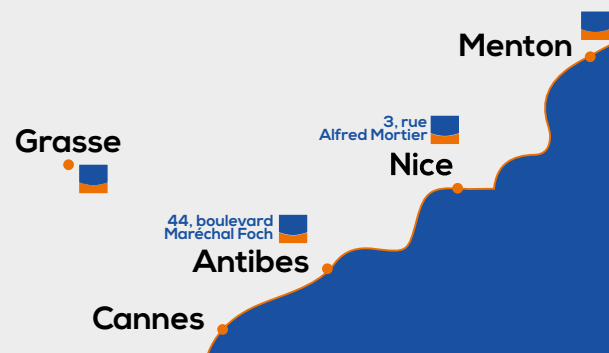 Menton
3, rue
Alfred Mortier
Grasse
Nice
44, boulevard
Maréchal Foch
Antibes
Cannes